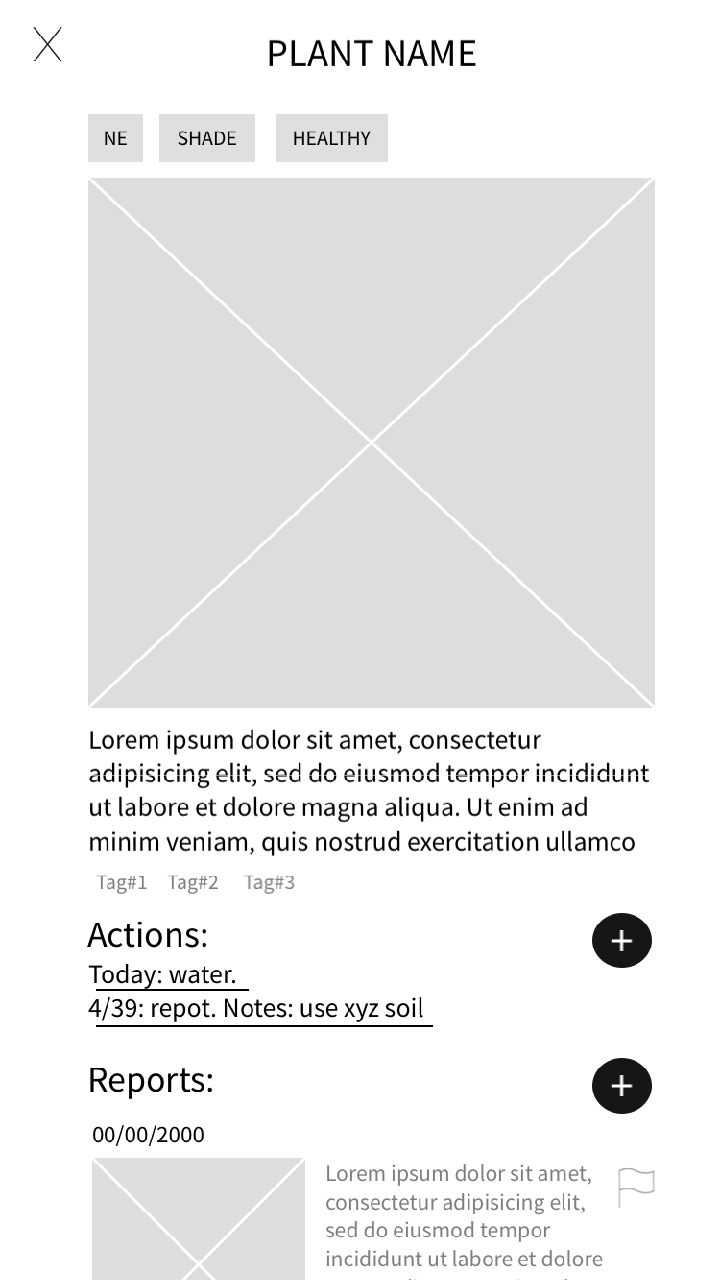 PLANT NAME
NE SHADE HEALTHY
Lorem ipsum dolor sit amet, consectetur
adipisicing elit, sed do eiusmod tempor incididunt
ut labore et dolore magna aliqua. Ut enim ad
minim veniam, quis nostrud exercitation ullamco
Tag#1 Tag#2 Tag#3
Actions:
Today: water.
4/39: repot. Notes: use xyz soil
Reports:
00/00/2000
Lorem ipsum dolor sit amet,
consectetur adipisicing elit,
sed do eiusmod tempor
incididunt ut labore et dolore